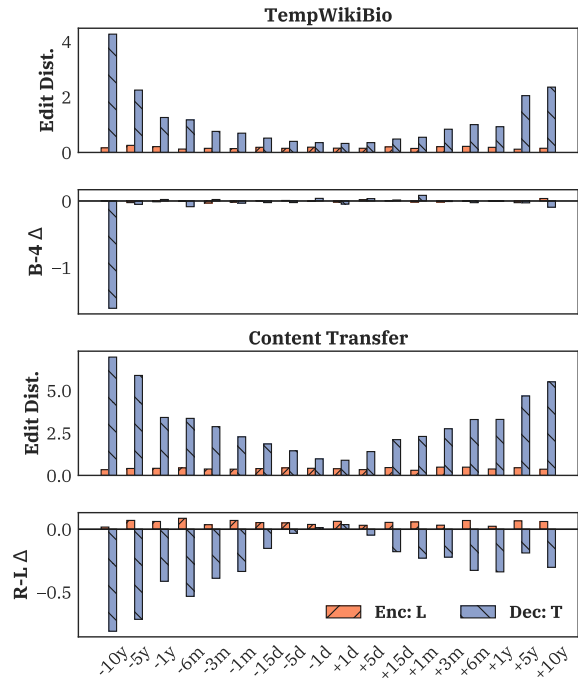 TempWikiBio
Edit Dist.
4
2
0
B-4 Δ
0
−1
Content Transfer
Edit Dist.
5.0
2.5
0.0
R-L Δ
0.0
−0.5
Enc: L
Dec: T
-10y
-5y
-1y
-6m
-3m
-1m
-15d
-5d
-1d
+1d
+5d
+15d
+1m
+3m
+6m
+1y
+5y
+10y